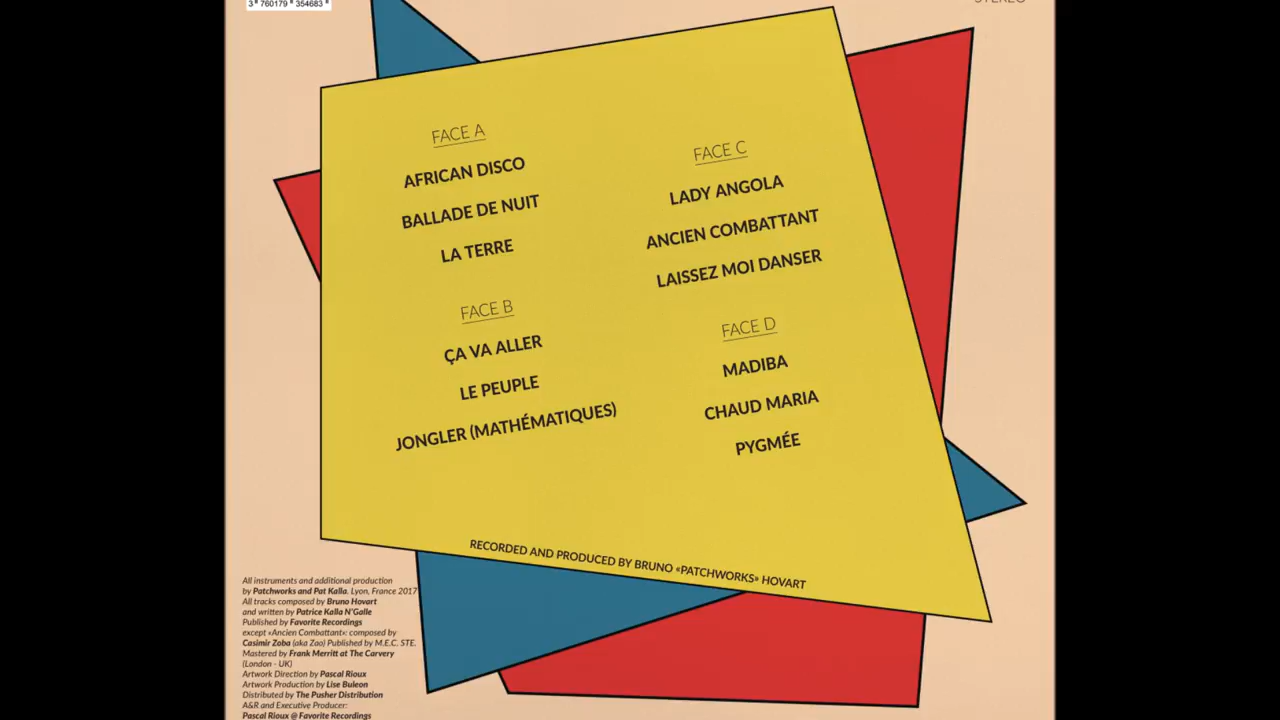 3 760179 354683
STEREO
FACE A
AFRICAN DISCO
BALLADE DE NUIT
LA TERRE
FACE B
ÇA VA ALLER
LE PEUPLE
JONGLER (MATHÉMATIQUES)
FACE C
LADY ANGOLA
ANCIEN COMBATTANT
LAISSEZ MOI DANSER
FACE D
MADIBA
CHAUD MARIA
PYGMÉE
RECORDED AND PRODUCED BY BRUNO «PATCHWORKS» HOVART
All instruments and additional production
by Patchworks and Pat Kalla. Lyon, France 2017
All tracks composed by Bruno Hovart
and written by Patrice Kalla N'Galle
Published by Favorite Recordings
except «Ancien Combattant»: composed by
Casimir Zoba (aka Zao) Published by M.E.C. STE.
Mastered by Frank Merritt at The Carvery
(London - UK)
Artwork Direction by Pascal Rioux
Artwork Production by Lise Buleon
Distributed by The Pusher Distribution
A&R and Executive Producer:
Pascal Rioux @ Favorite Recordings